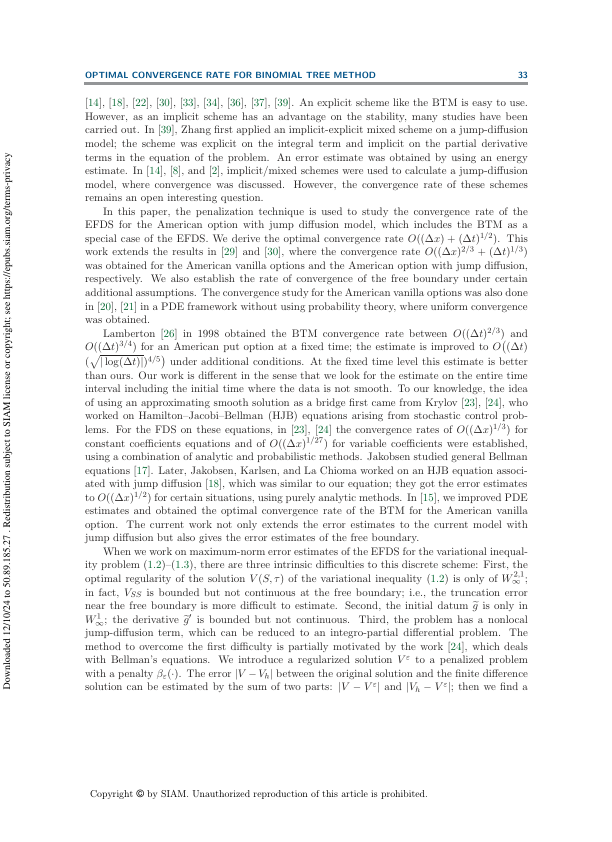 OPTIMAL CONVERGENCE RATE FOR BINOMIAL TREE METHOD 33
[14], [18], [22], [30], [33], [34], [36], [37], [39]. An explicit scheme like the BTM is easy to use.
However, as an implicit scheme has an advantage on the stability, many studies have been
carried out. In [39], Zhang first applied an implicit-explicit mixed scheme on a jump-diffusion
model; the scheme was explicit on the integral term and implicit on the partial derivative
terms in the equation of the problem. An error estimate was obtained by using an energy
estimate. In [14], [8], and [2], implicit/mixed schemes were used to calculate a jump-diffusion
model, where convergence was discussed. However, the convergence rate of these schemes
remains an open interesting question.
In this paper, the penalization technique is used to study the convergence rate of the
EFDS for the American option with jump diffusion model, which includes the BTM as a
special case of the EFDS. We derive the optimal convergence rate O((Δx) + (Δt)^{1/2}). This
work extends the results in [29] and [30], where the convergence rate O((Δx)^{2/3} + (Δt)^{1/3})
was obtained for the American vanilla options and the American option with jump diffusion,
respectively. We also establish the rate of convergence of the free boundary under certain
additional assumptions. The convergence study for the American vanilla options was also done
in [20], [21] in a PDE framework without using probability theory, where uniform convergence
was obtained.
Lamberton [26] in 1998 obtained the BTM convergence rate between O((Δt)^{2/3}) and
O((Δt)^{3/4}) for an American put option at a fixed time; the estimate is improved to O((Δt)
(√|log(Δt)|)^{4/5}) under additional conditions. At the fixed time level this estimate is better
than ours. Our work is different in the sense that we look for the estimate on the entire time
interval including the initial time where the data is not smooth. To our knowledge, the idea
of using an approximating smooth solution as a bridge first came from Krylov [23], [24], who
worked on Hamilton–Jacobi–Bellman (HJB) equations arising from stochastic control prob-
lems. For the FDS on these equations, in [23], [24] the convergence rates of O((Δx)^{1/3}) for
constant coefficients equations and of O((Δx)^{1/27}) for variable coefficients were established,
using a combination of analytic and probabilistic methods. Jakobsen studied general Bellman
equations [17]. Later, Jakobsen, Karlsen, and La Chioma worked on an HJB equation associ-
ated with jump diffusion [18], which was similar to our equation; they got the error estimates
to O((Δx)^{1/2}) for certain situations, using purely analytic methods. In [15], we improved PDE
estimates and obtained the optimal convergence rate of the BTM for the American vanilla
option. The current work not only extends the error estimates to the current model with
jump diffusion but also gives the error estimates of the free boundary.
When we work on maximum-norm error estimates of the EFDS for the variational inequal-
ity problem (1.2)–(1.3), there are three intrinsic difficulties to this discrete scheme: First, the
optimal regularity of the solution V(S, τ) of the variational inequality (1.2) is only of W_∞^{2,1};
in fact, V_{SS} is bounded but not continuous at the free boundary; i.e., the truncation error
near the free boundary is more difficult to estimate. Second, the initial datum g̃ is only in
W_∞^1; the derivative g̃′ is bounded but not continuous. Third, the problem has a nonlocal
jump-diffusion term, which can be reduced to an integro-partial differential problem. The
method to overcome the first difficulty is partially motivated by the work [24], which deals
with Bellman's equations. We introduce a regularized solution V^ε to a penalized problem
with a penalty β_ε(·). The error |V − V_h| between the original solution and the finite difference
solution can be estimated by the sum of two parts: |V − V^ε| and |V_h − V^ε|; then we find a
Copyright © by SIAM. Unauthorized reproduction of this article is prohibited.
Downloaded 12/10/24 to 50.89.185.27 . Redistribution subject to SIAM license or copyright; see https://epubs.siam.org/terms-privacy